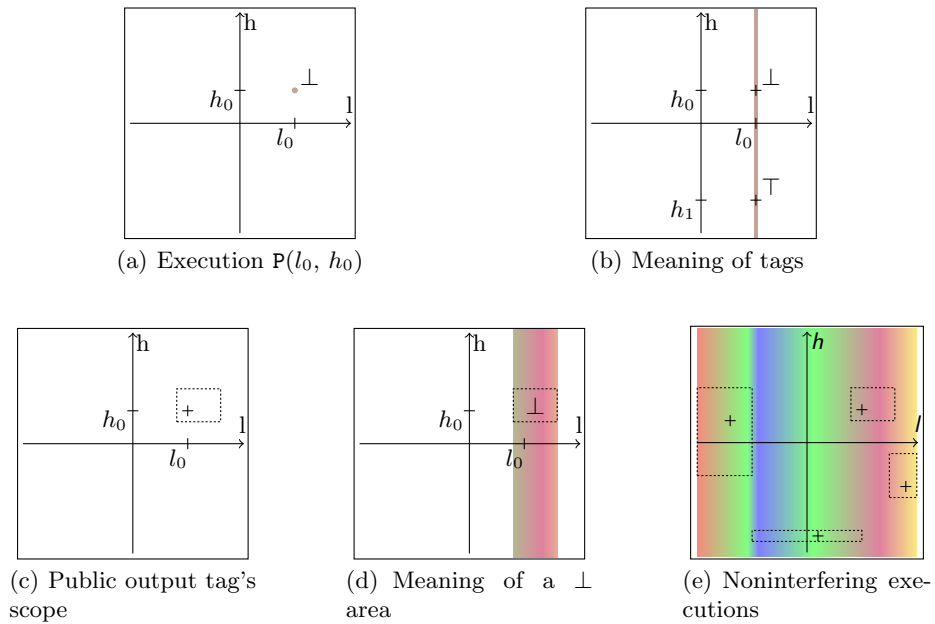 h
⊥
h₀
l
l₀
(a) Execution P(l₀, h₀)
h
⊥
h₀
l
l₀
⊤
h₁
(b) Meaning of tags
h
h₀
l
l₀
(c) Public output tag's
scope
h
h₀
⊥
l
l₀
(d) Meaning of a ⊥
area
h
l
(e) Noninterfering exe-
cutions